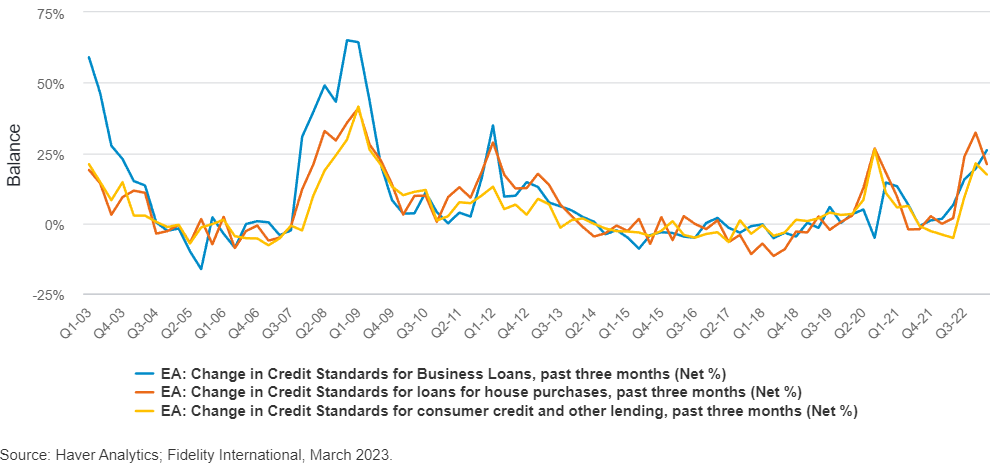 75%
50%
25%
0%
-25%
Balance
Q1-03
Q4-03
Q3-04
Q2-05
Q1-06
Q4-06
Q3-07
Q2-08
Q1-09
Q4-09
Q3-10
Q2-11
Q1-12
Q4-12
Q3-13
Q2-14
Q1-15
Q4-15
Q3-16
Q2-17
Q1-18
Q4-18
Q3-19
Q2-20
Q1-21
Q4-21
Q3-22
EA: Change in Credit Standards for Business Loans, past three months (Net %)
EA: Change in Credit Standards for loans for house purchases, past three months (Net %)
EA: Change in Credit Standards for consumer credit and other lending, past three months (Net %)
Source: Haver Analytics; Fidelity International, March 2023.